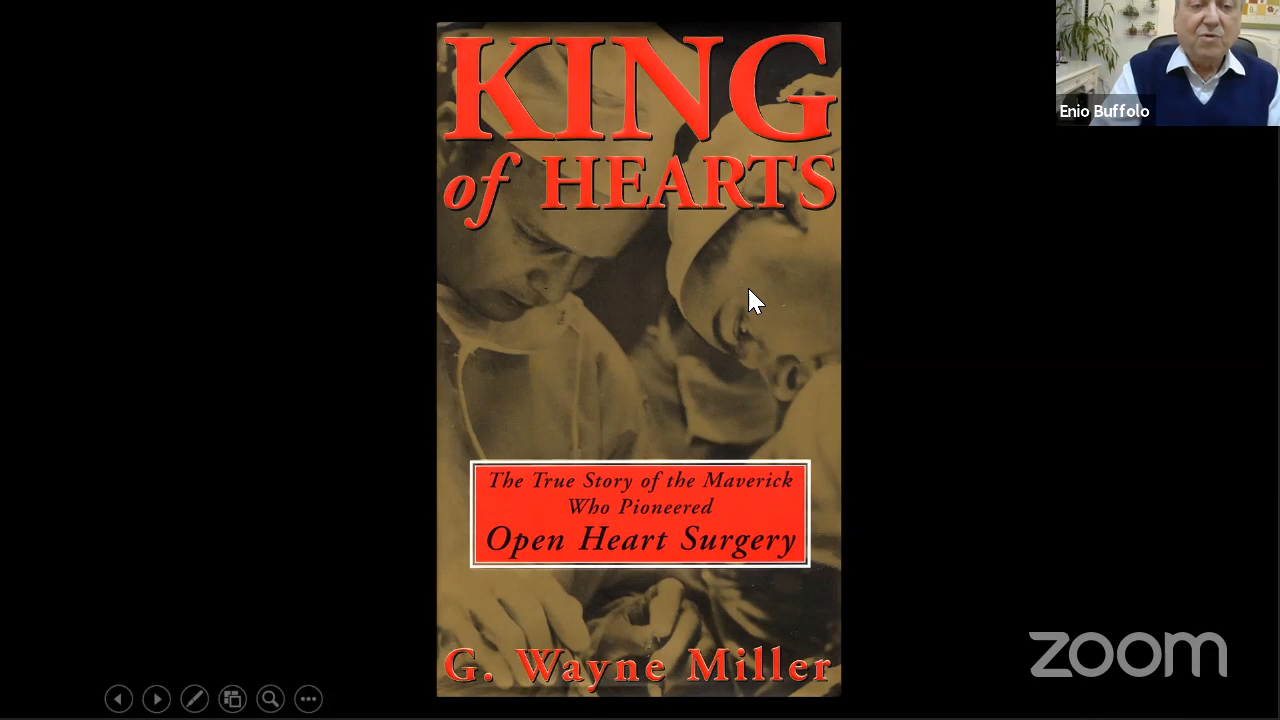 KING
of HEARTS
The True Story of the Maverick
Who Pioneered
Open Heart Surgery
G. Wayne Miller
Enio Buffolo
zoom